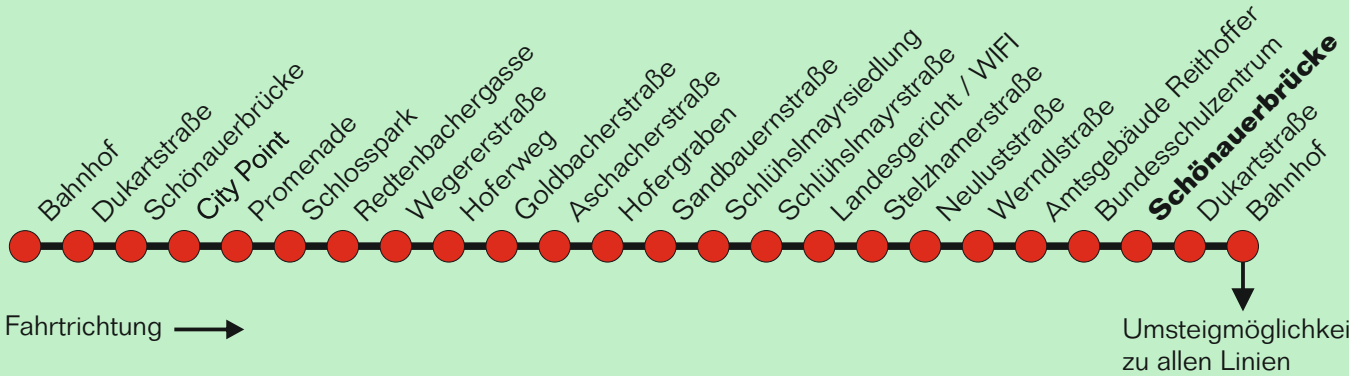 Bahnhof
Dukartstraße
Schönauerbrücke
City Point
Promenade
Schlosspark
Redtenbachergasse
Wegererstraße
Hoferweg
Goldbacherstraße
Aschacherstraße
Hofergraben
Sandbauernstraße
Schlühslmayrsiedlung
Schlühslmayrstraße
Landesgericht / WIFI
Stelzhamerstraße
Neuluststraße
Werndlstraße
Amtsgebäude Reithoffer
Bundesschulzentrum
Schönauerbrücke
Dukartstraße
Bahnhof
Fahrtrichtung
Umsteigmöglichkei
zu allen Linien